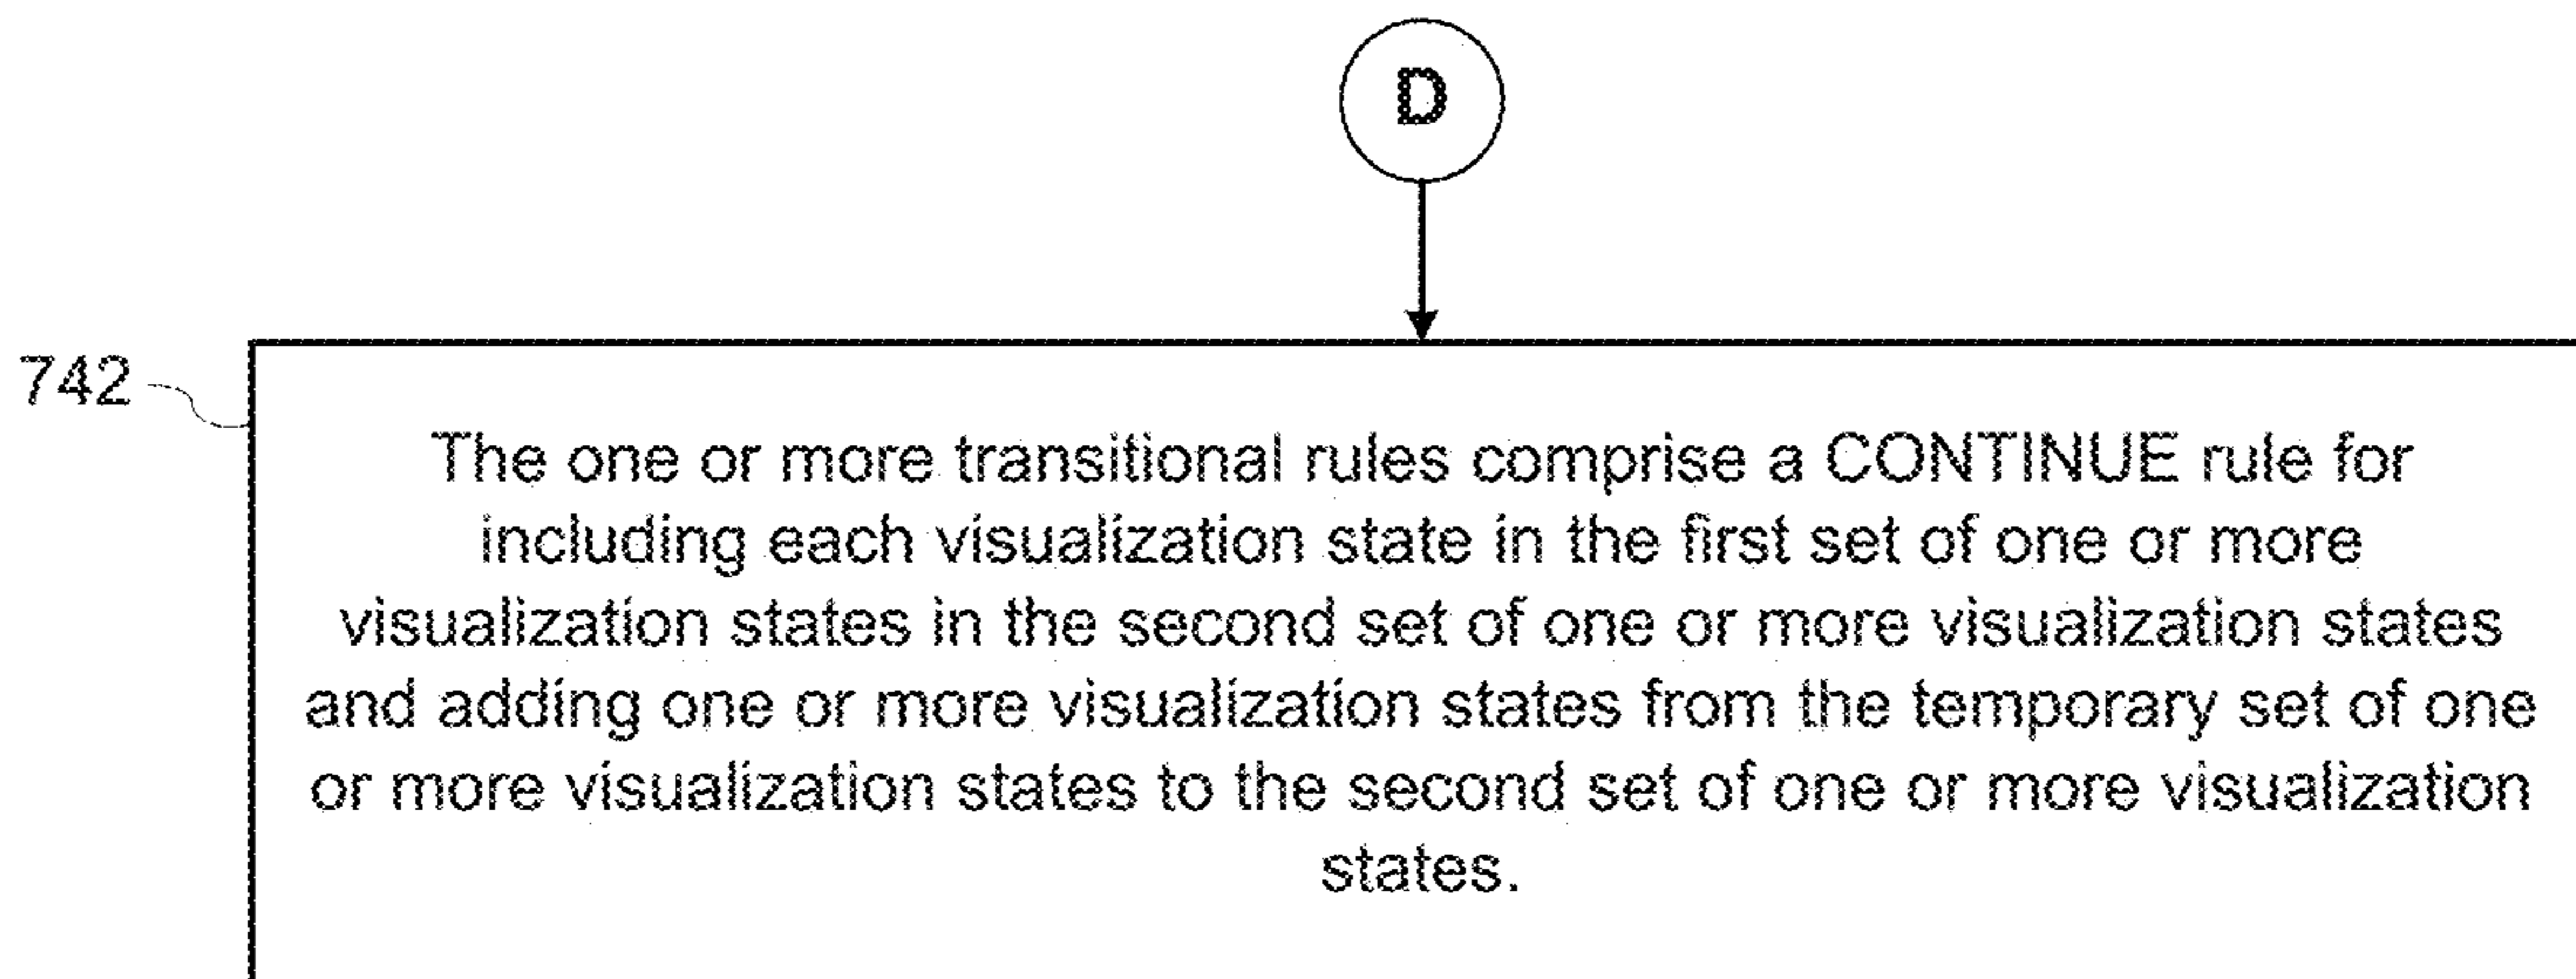 D
742
The one or more transitional rules comprise a CONTINUE rule for
including each visualization state in the first set of one or more
visualization states in the second set of one or more visualization states
and adding one or more visualization states from the temporary set of one
or more visualization states to the second set of one or more visualization
states.